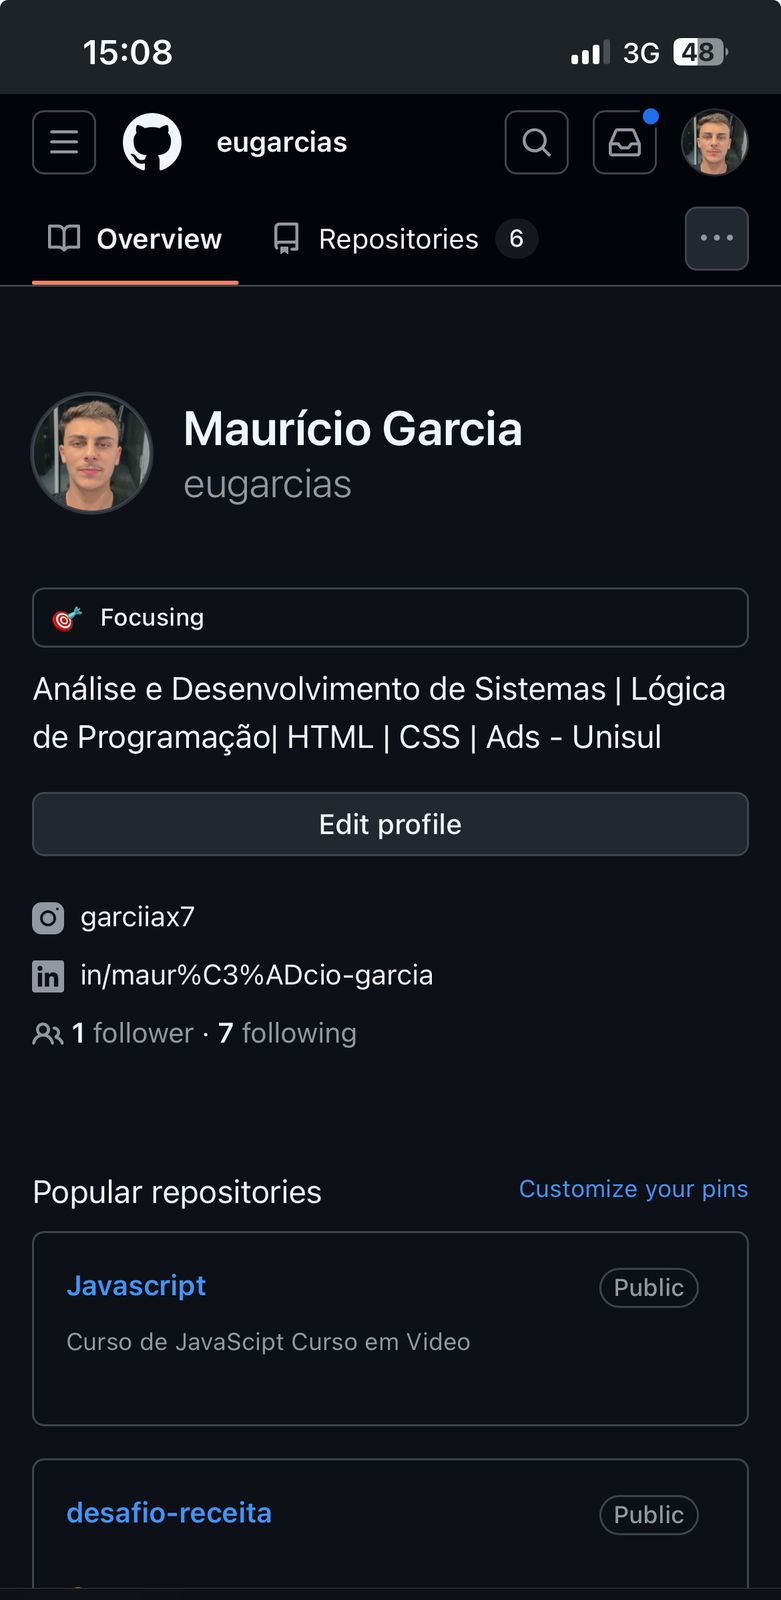 15:08
3G
48
eugarcias
Overview
Repositories 6
Maurício Garcia
eugarcias
Focusing
Análise e Desenvolvimento de Sistemas | Lógica
de Programação| HTML | CSS | Ads - Unisul
Edit profile
garciiax7
in/maur%C3%ADcio-garcia
1 follower · 7 following
Popular repositories
Customize your pins
Javascript
Public
Curso de JavaScipt Curso em Video
desafio-receita
Public